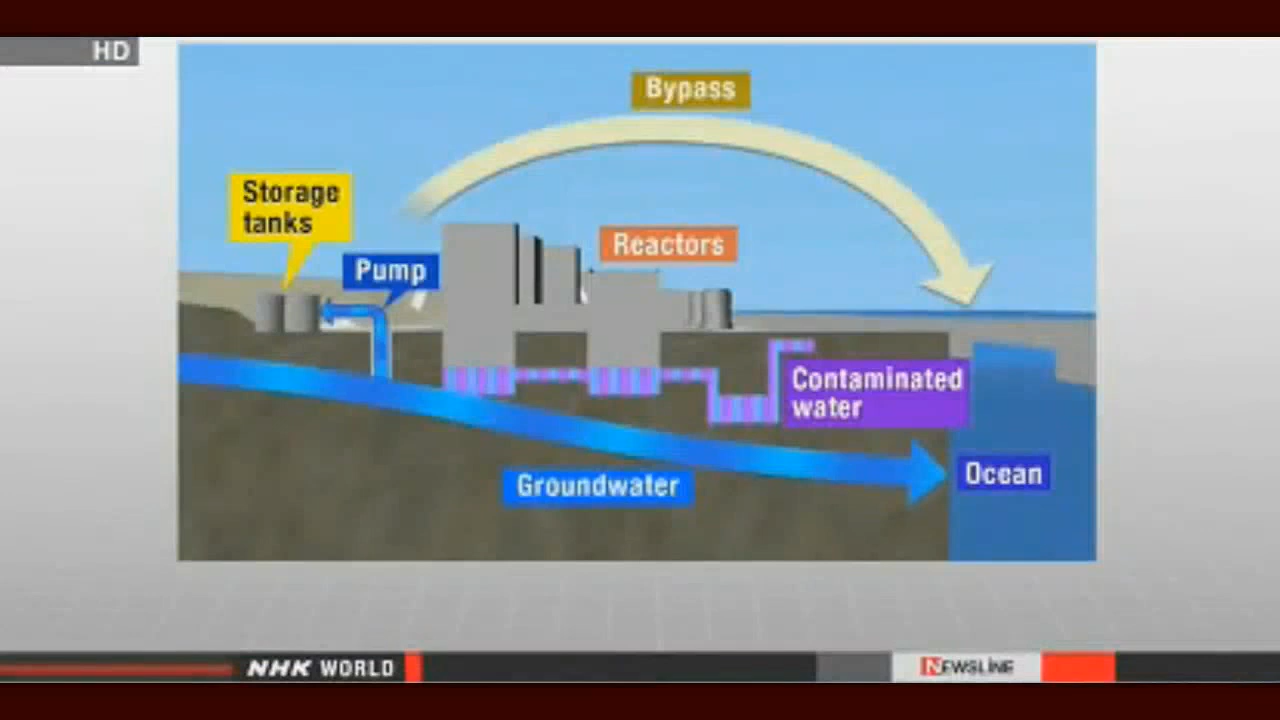 HD
Bypass
Storage
tanks
Pump
Reactors
Contaminated
water
Groundwater
Ocean
NHK WORLD
NEWSLINE